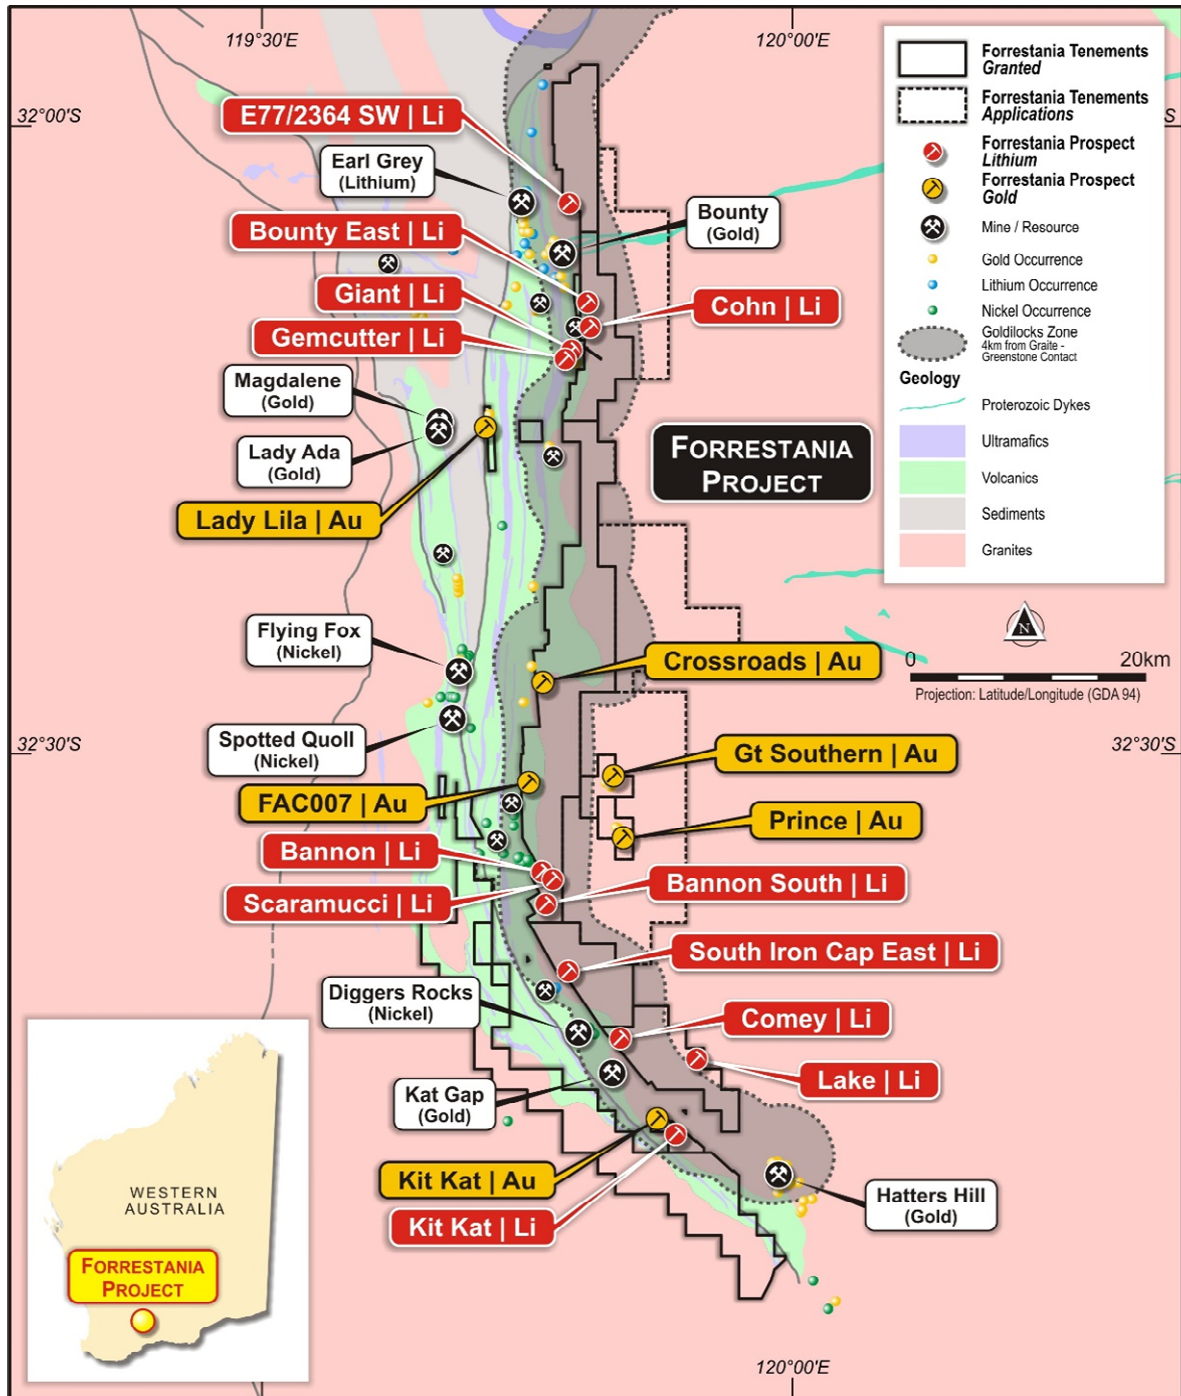 119°30'E
120°00'E
32°00'S
S
Forrestania Tenements
Granted
Forrestania Tenements
Applications
Forrestania Prospect
Lithium
Forrestania Prospect
Gold
Mine / Resource
Gold Occurrence
Lithium Occurrence
Nickel Occurrence
Goldilocks Zone
4km from Graite -
Greenstone Contact
Geology
Proterozoic Dykes
Ultramafics
Volcanics
Sediments
Granites
E77/2364 SW | Li
Earl Grey
(Lithium)
Bounty
(Gold)
Bounty East | Li
Giant | Li
Cohn | Li
Gemcutter | Li
Magdalene
(Gold)
Lady Ada
(Gold)
FORRESTANIA
PROJECT
Lady Lila | Au
Flying Fox
(Nickel)
Crossroads | Au
N
0 20km
Projection: Latitude/Longitude (GDA 94)
Spotted Quoll
(Nickel)
32°30'S
32°30'S
Gt Southern | Au
FAC007 | Au
Prince | Au
Bannon | Li
Bannon South | Li
Scaramucci | Li
South Iron Cap East | Li
Diggers Rocks
(Nickel)
Comey | Li
Lake | Li
Kat Gap
(Gold)
Kit Kat | Au
Hatters Hill
(Gold)
Kit Kat | Li
WESTERN
AUSTRALIA
FORRESTANIA
PROJECT
120°00'E